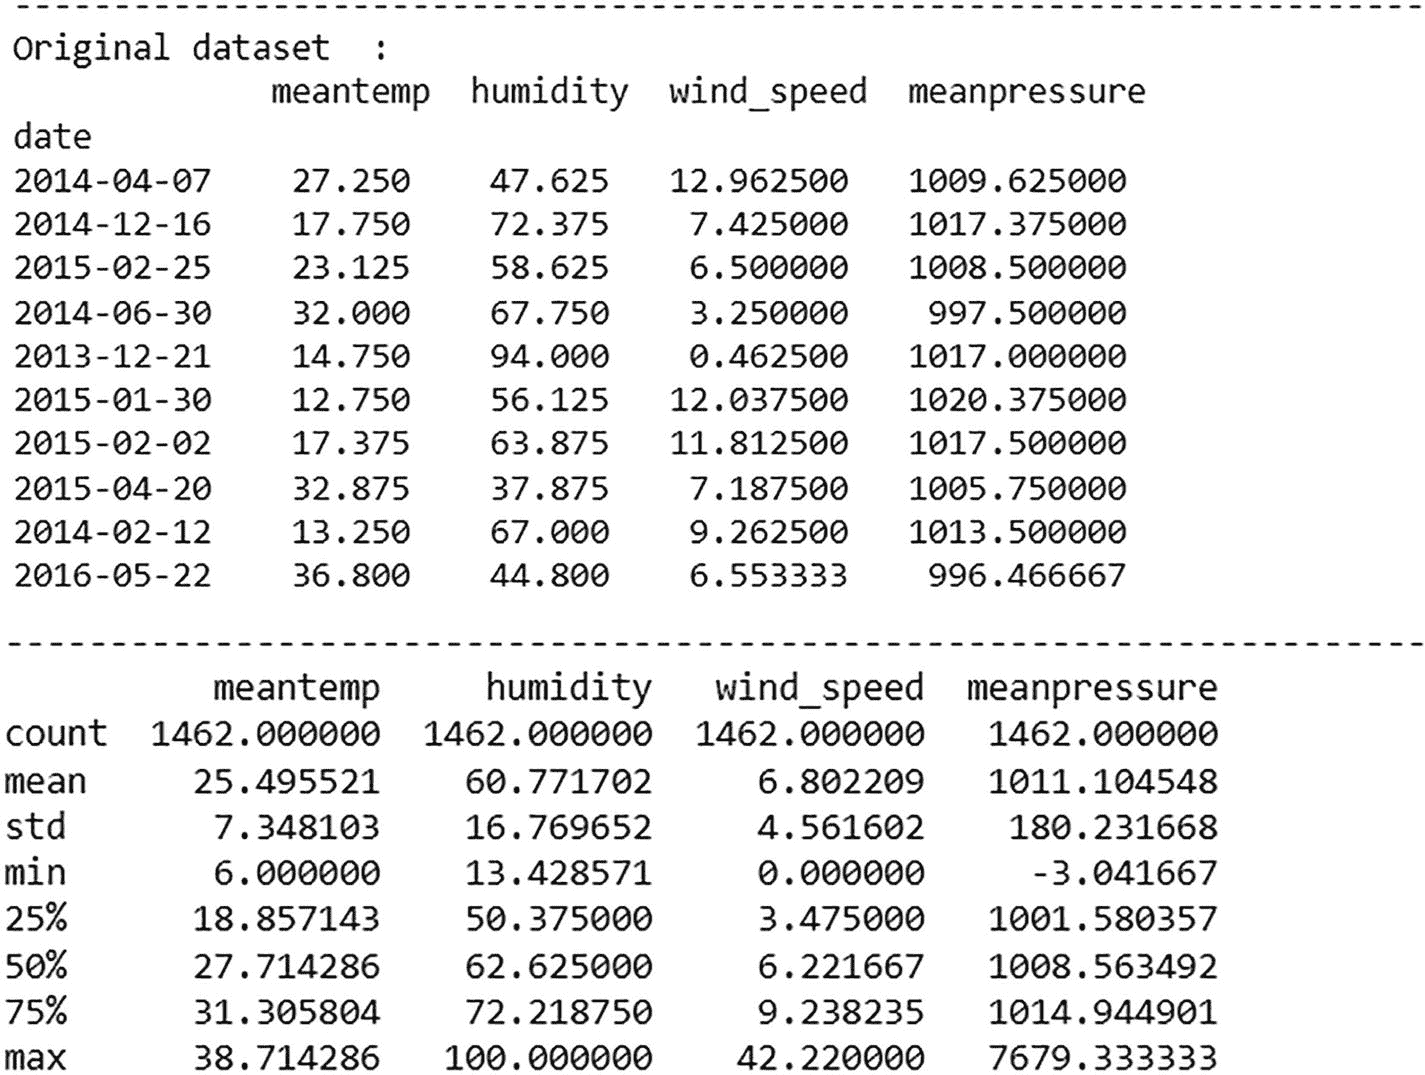 --------------------------------------------------------------------------------
Original dataset  :
             meantemp  humidity  wind_speed  meanpressure
date
2014-04-07    27.250    47.625   12.962500   1009.625000
2014-12-16    17.750    72.375    7.425000   1017.375000
2015-02-25    23.125    58.625    6.500000   1008.500000
2014-06-30    32.000    67.750    3.250000    997.500000
2013-12-21    14.750    94.000    0.462500   1017.000000
2015-01-30    12.750    56.125   12.037500   1020.375000
2015-02-02    17.375    63.875   11.812500   1017.500000
2015-04-20    32.875    37.875    7.187500   1005.750000
2014-02-12    13.250    67.000    9.262500   1013.500000
2016-05-22    36.800    44.800    6.553333    996.466667
--------------------------------------------------------------------------------
          meantemp     humidity   wind_speed  meanpressure
count  1462.000000  1462.000000  1462.000000   1462.000000
mean     25.495521    60.771702     6.802209   1011.104548
std       7.348103    16.769652     4.561602    180.231668
min       6.000000    13.428571     0.000000     -3.041667
25%      18.857143    50.375000     3.475000   1001.580357
50%      27.714286    62.625000     6.221667   1008.563492
75%      31.305804    72.218750     9.238235   1014.944901
max      38.714286   100.000000    42.220000   7679.333333